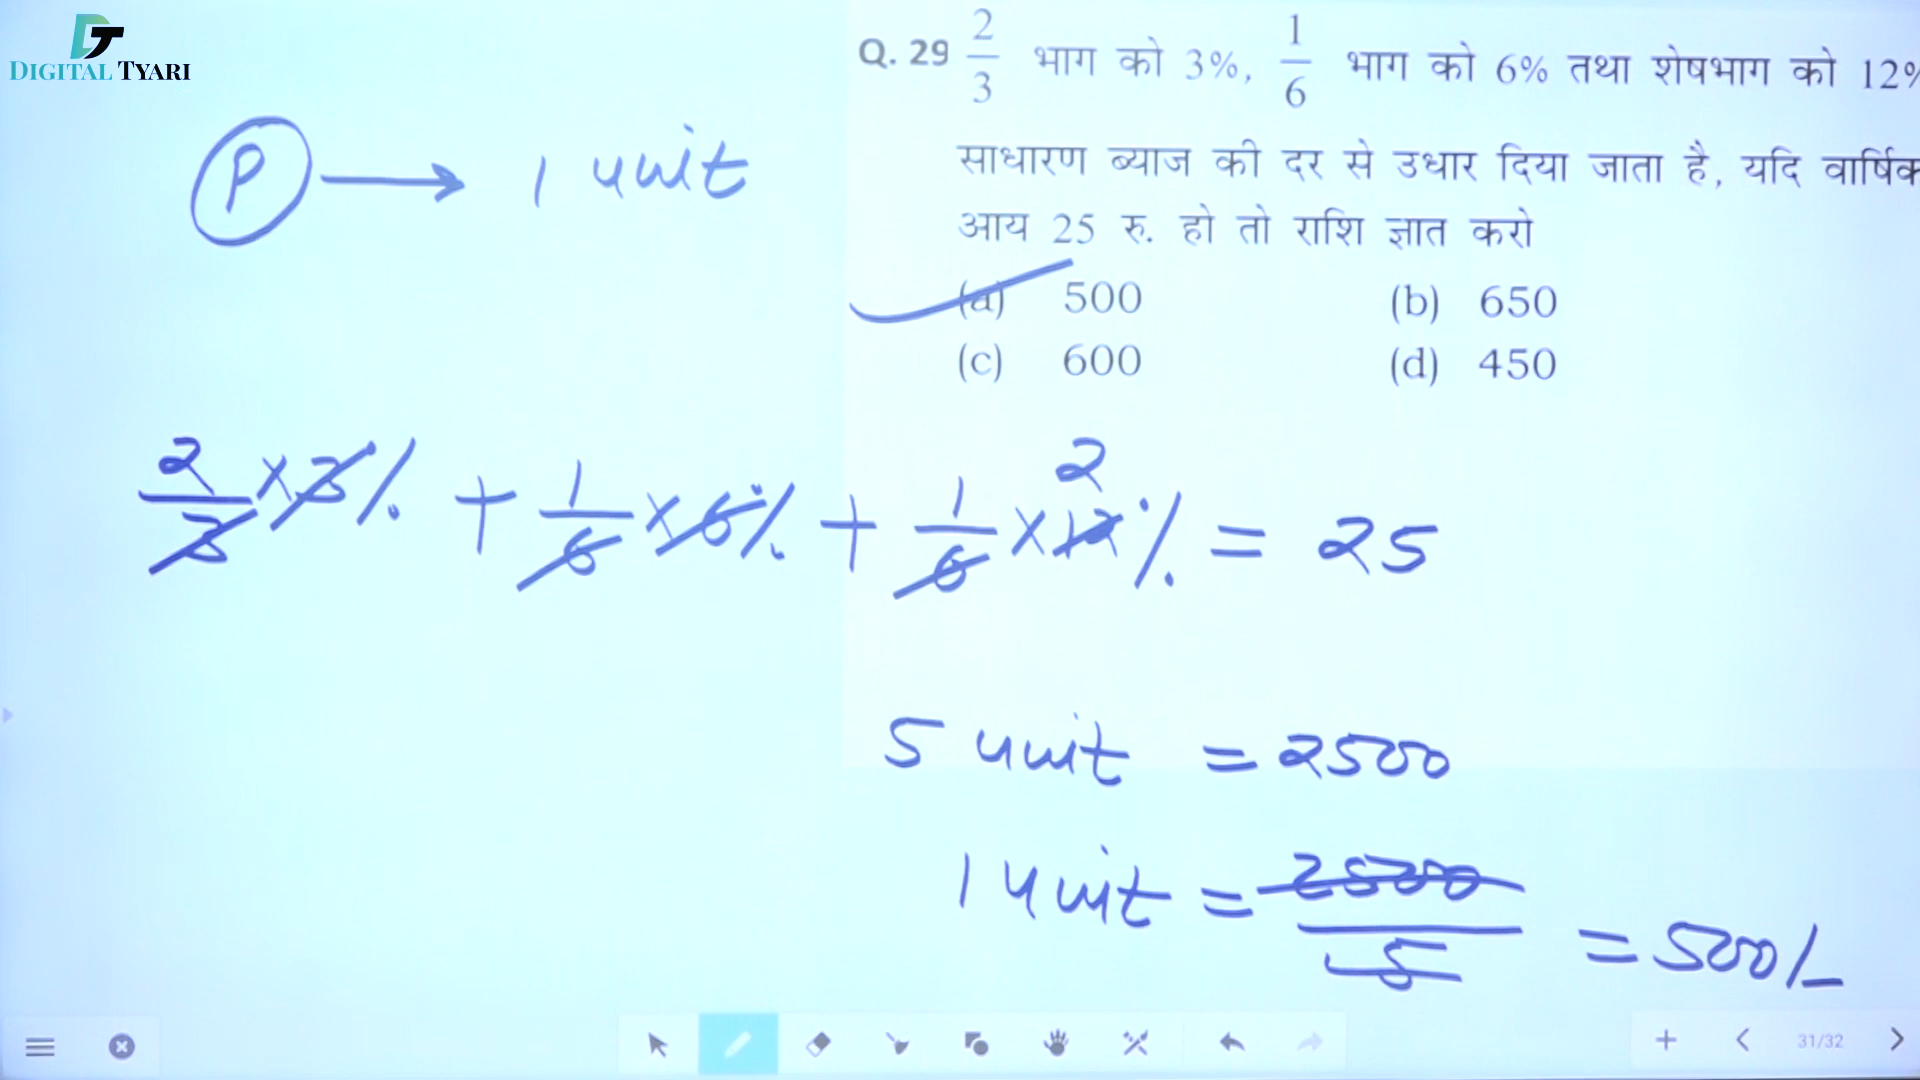 DIGITAL TYARI
Q. 29 2/3 भाग को 3%, 1/6 भाग को 6% तथा शेषभाग को 12%
साधारण ब्याज की दर से उधार दिया जाता है, यदि वार्षिक
आय 25 रु. हो तो राशि ज्ञात करो
(a) 500 (b) 650
(c) 600 (d) 450
P → 1 unit
2/3 × 3% + 1/6 × 6% + 1/6 × 12% 2 = 25
5 unit = 2500
1 unit = 2500/5 = 500/-
31/32